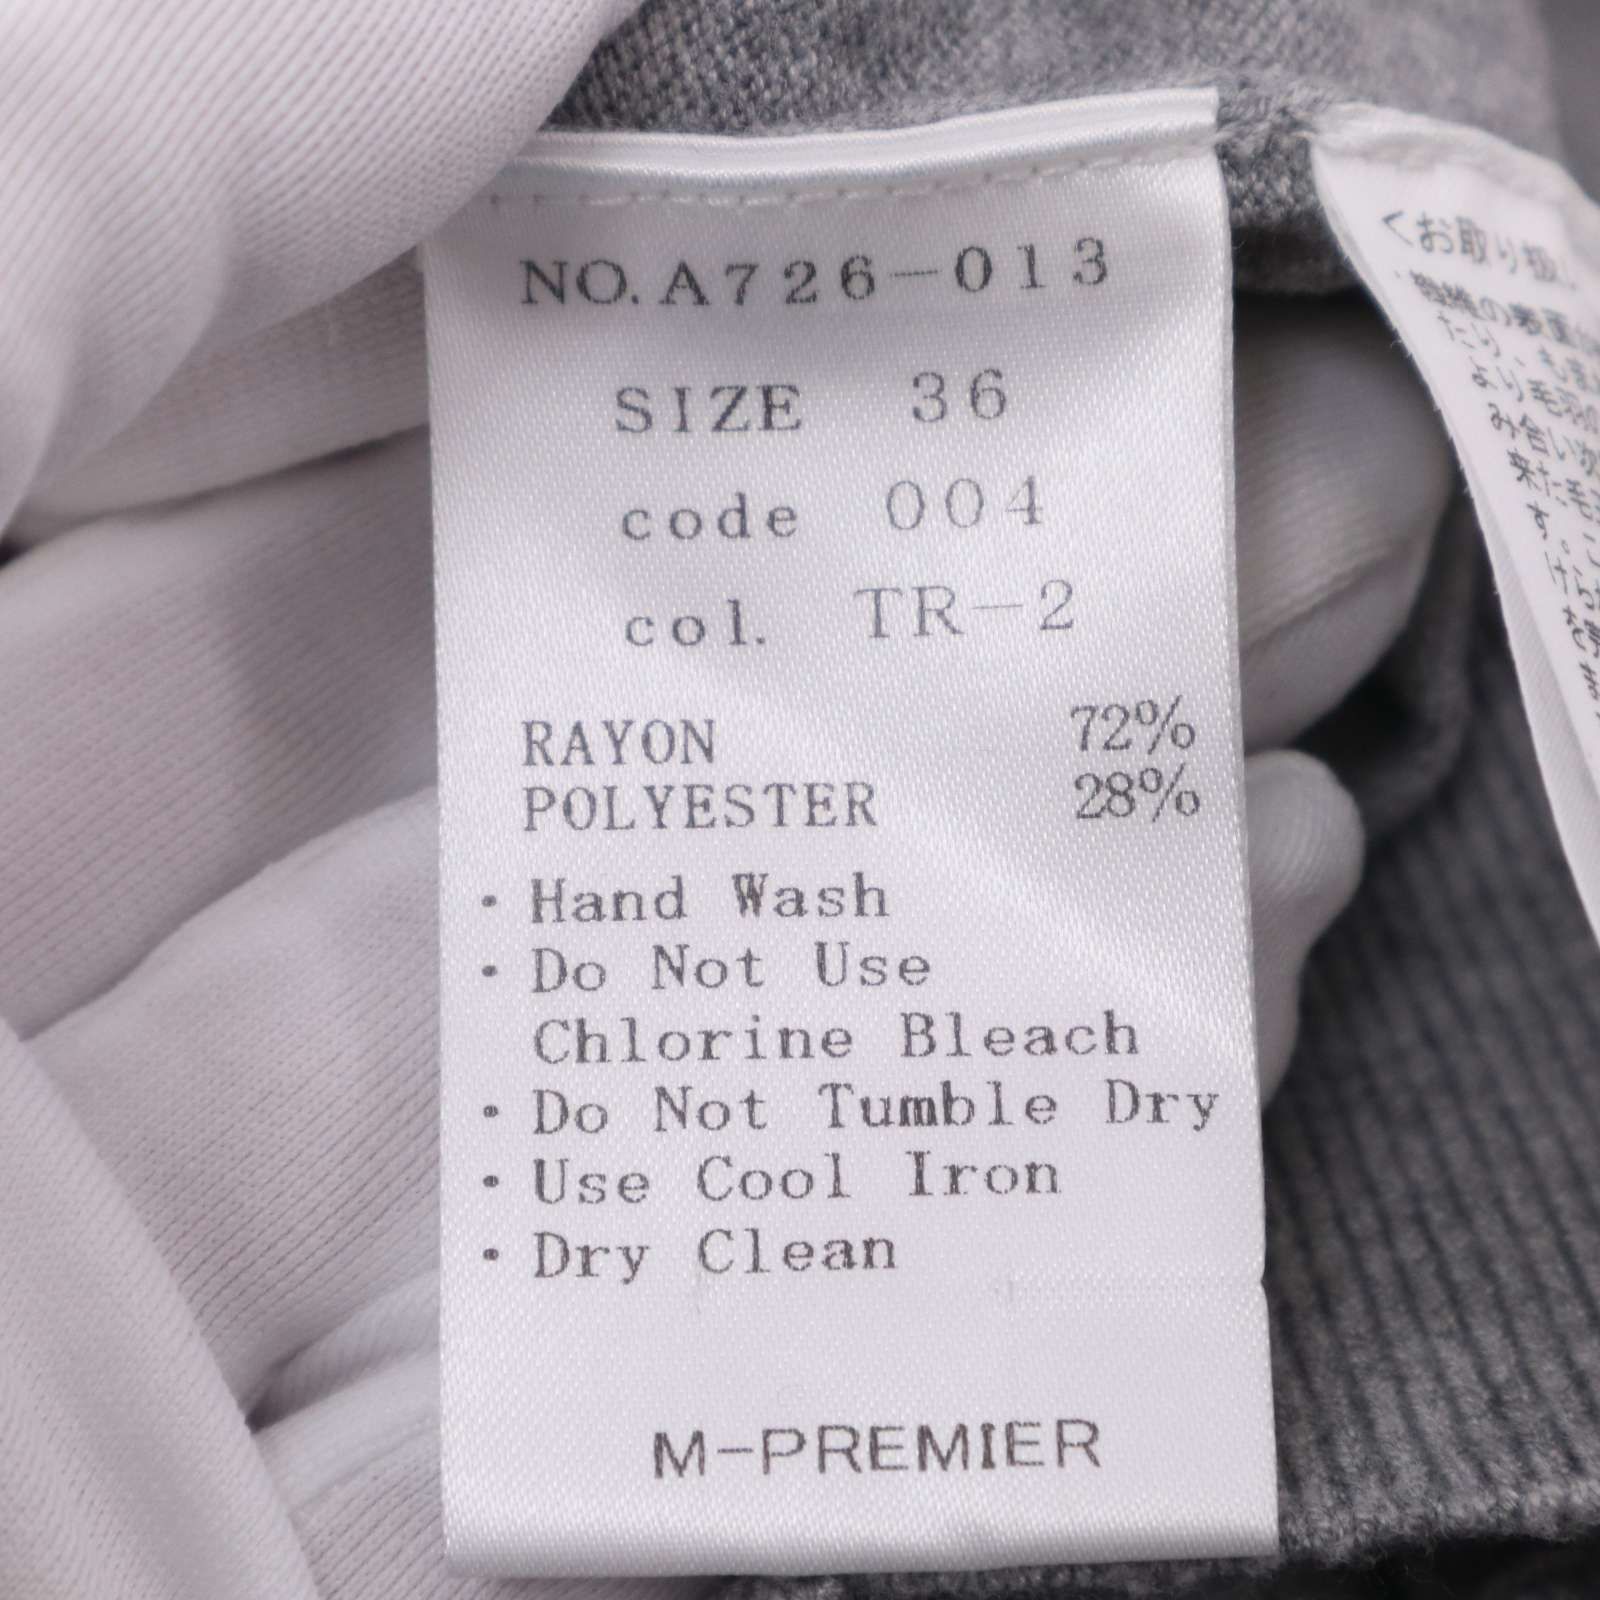 NO.A726-013
SIZE 36
code 004
col. TR-2
RAYON 72%
POLYESTER 28%
・Hand Wash
・Do Not Use
Chlorine Bleach
・Do Not Tumble Dry
・Use Cool Iron
・Dry Clean
M-PREMIER
<お取り扱